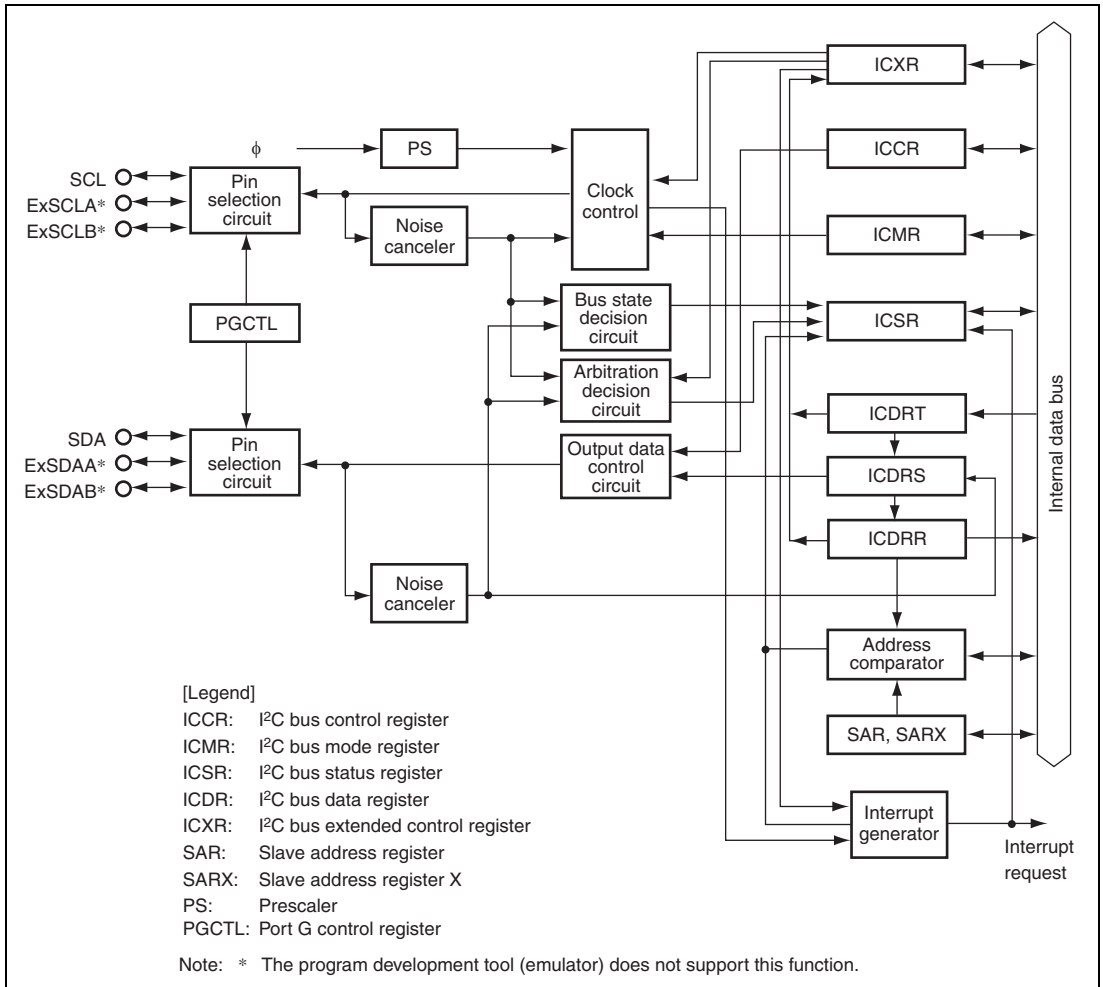 ICXR
ICCR
ICMR
ICSR
ICDRT
ICDRS
ICDRR
Address
comparator
SAR, SARX
Interrupt
generator
Interrupt
request
Internal data bus
ϕ
PS
Clock
control
SCL
ExSCLA*
ExSCLB*
Pin
selection
circuit
Noise
canceler
PGCTL
Bus state
decision
circuit
Arbitration
decision
circuit
Output data
control
circuit
SDA
ExSDAA*
ExSDAB*
Pin
selection
circuit
Noise
canceler
[Legend]
ICCR: I²C bus control register
ICMR: I²C bus mode register
ICSR: I²C bus status register
ICDR: I²C bus data register
ICXR: I²C bus extended control register
SAR: Slave address register
SARX: Slave address register X
PS: Prescaler
PGCTL: Port G control register
Note: * The program development tool (emulator) does not support this function.